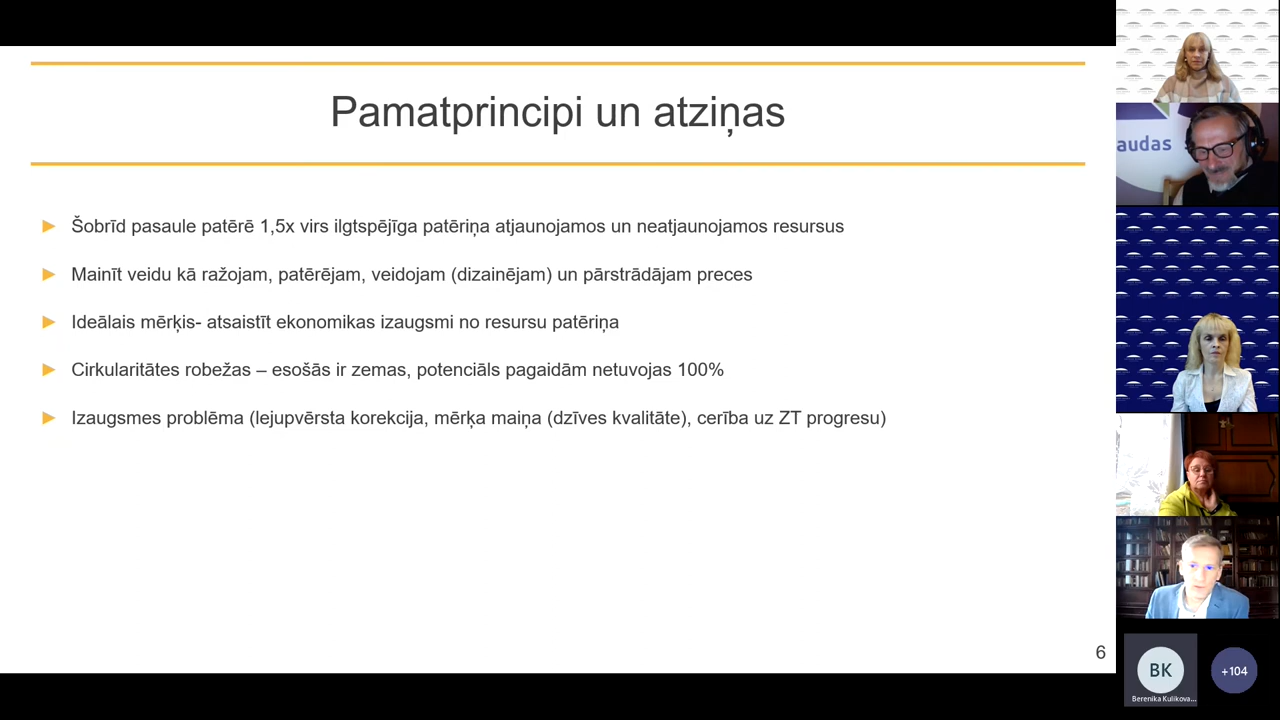 Pamatprincipi un atziņas
Šobrīd pasaule patērē 1,5x virs ilgtspējīga patēriņa atjaunojamos un neatjaunojamos resursus
Mainīt veidu kā ražojam, patērējam, veidojam (dizainējam) un pārstrādājam preces
Ideālais mērķis- atsaistīt ekonomikas izaugsmi no resursu patēriņa
Cirkularitātes robežas – esošās ir zemas, potenciāls pagaidām netuvojas 100%
Izaugsmes problēma (lejupvērsta korekcija, mērķa maiņa (dzīves kvalitāte), cerība uz ZT progresu)
6
audas
BK
Berenika Kulikova...
+104